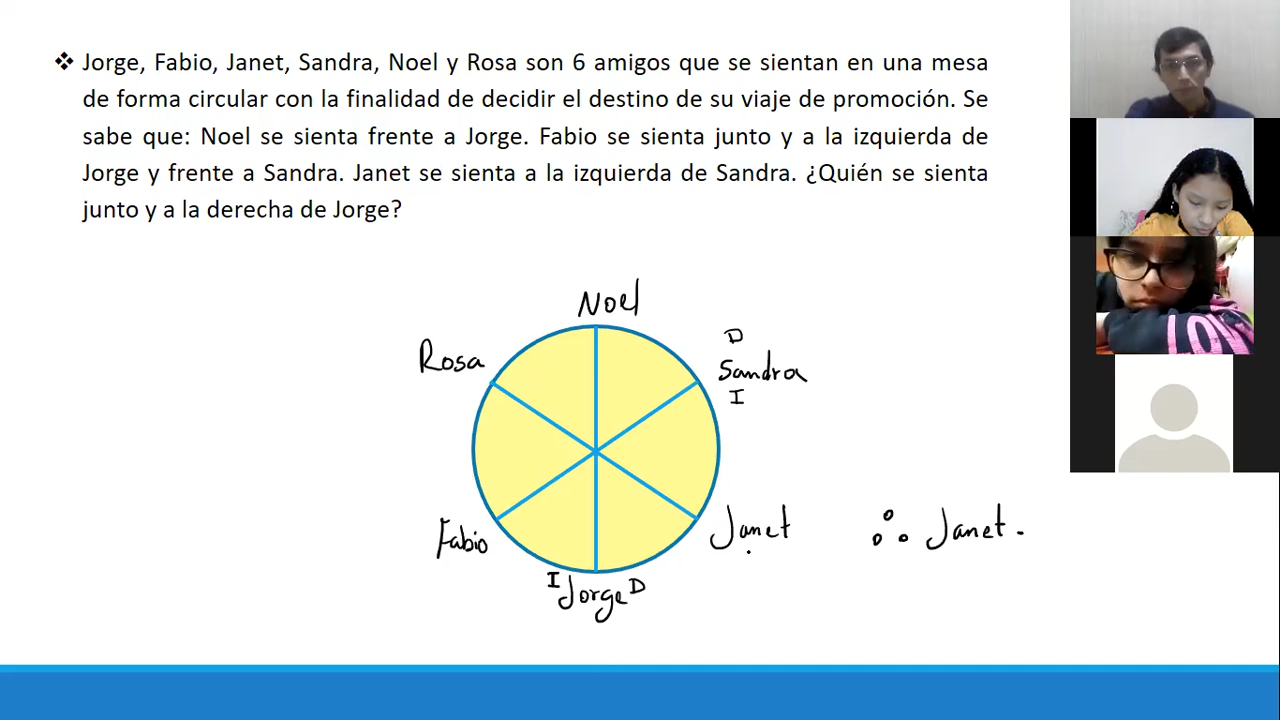 ❖ Jorge, Fabio, Janet, Sandra, Noel y Rosa son 6 amigos que se sientan en una mesa
de forma circular con la finalidad de decidir el destino de su viaje de promoción. Se
sabe que: Noel se sienta frente a Jorge. Fabio se sienta junto y a la izquierda de
Jorge y frente a Sandra. Janet se sienta a la izquierda de Sandra. ¿Quién se sienta
junto y a la derecha de Jorge?
Noel
D
Rosa
Sandra
I
Fabio
Janet
∴ Janet.
I Jorge D
LOV